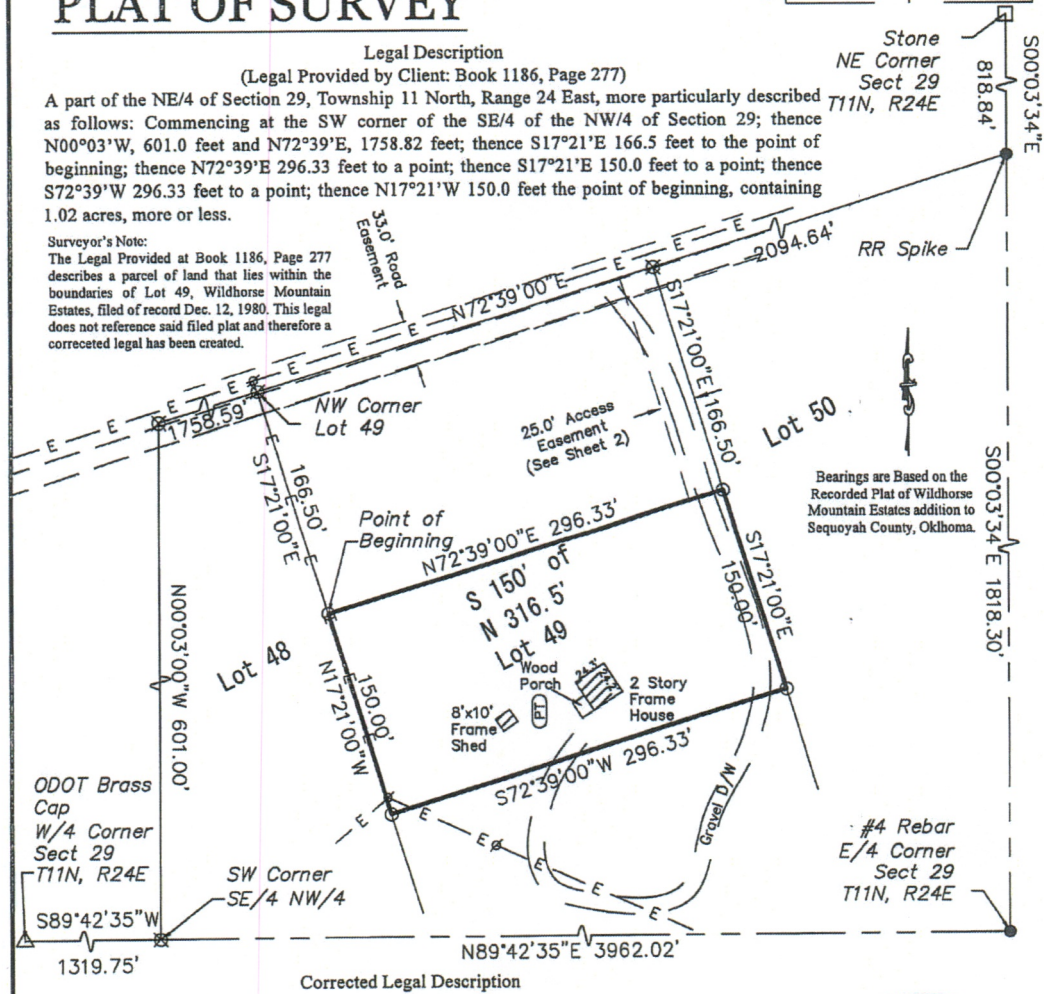 PLAT OF SURVEY
Legal Description
(Legal Provided by Client: Book 1186, Page 277)
A part of the NE/4 of Section 29, Township 11 North, Range 24 East, more particularly described
as follows: Commencing at the SW corner of the SE/4 of the NW/4 of Section 29; thence
N00°03'W, 601.0 feet and N72°39'E, 1758.82 feet; thence S17°21'E 166.5 feet to the point of
beginning; thence N72°39'E 296.33 feet to a point; thence S17°21'E 150.0 feet to a point; thence
S72°39'W 296.33 feet to a point; thence N17°21'W 150.0 feet the point of beginning, containing
1.02 acres, more or less.
Surveyor's Note:
The Legal Provided at Book 1186, Page 277
describes a parcel of land that lies within the
boundaries of Lot 49, Wildhorse Mountain
Estates, filed of record Dec. 12, 1980. This legal
does not reference said filed plat and therefore a
correceted legal has been created.
Stone
NE Corner
Sect 29
T11N, R24E
818.84'
S00°03'34"E
RR Spike
33.0' Road
Easement
2094.64'
E E E
N72°39'00"E
E E E
E E E
1758.59'
E
NW Corner
Lot 49
S17°21'00"E 166.50'
25.0' Access
Easement
(See Sheet 2)
Lot 50
Bearings are Based on the
Recorded Plat of Wildhorse
Mountain Estates addition to
Sequoyah County, Oklhoma.
S00°03'34"E 1818.30'
E
166.50'
S17°21'00"E
E
E
Point of
Beginning
N72°39'00"E 296.33'
S 150' of
N 316.5'
Lot 49
S17°21'00"E
150.00'
N00°03'00"W 601.00'
Lot 48
E
150.00'
N17°21'00"W
E
Wood
Porch
24.3'
24.2'
2 Story
Frame
House
8'x10'
Frame
Shed
PT
S72°39'00"W 296.33'
E E E E E
Gravel D/W
ODOT Brass
Cap
W/4 Corner
Sect 29
T11N, R24E
SW Corner
SE/4 NW/4
#4 Rebar
E/4 Corner
Sect 29
T11N, R24E
S89°42'35"W
1319.75'
N89°42'35"E 3962.02'
Corrected Legal Description